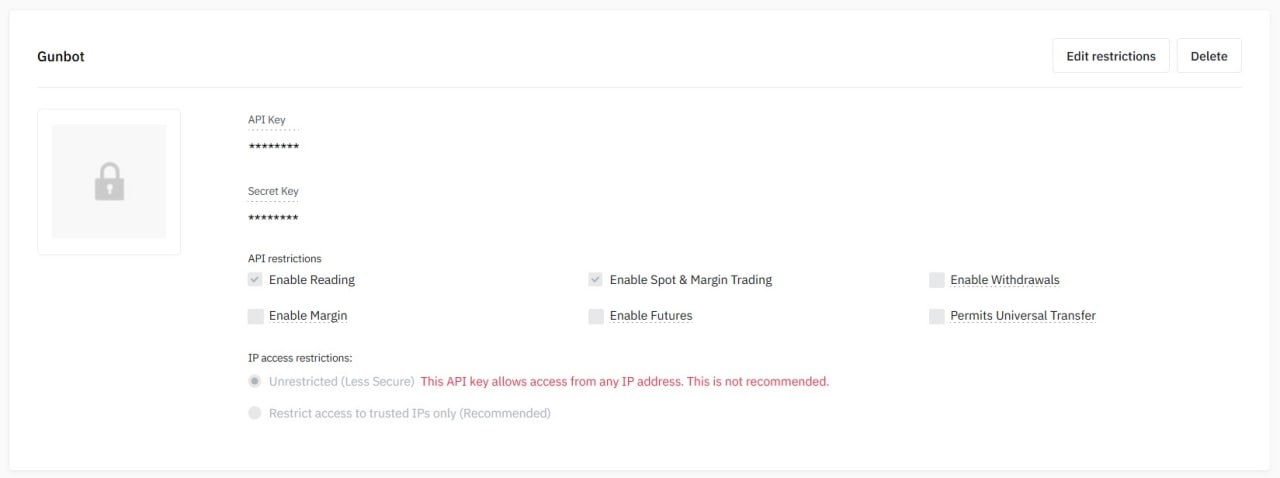 Gunbot
Edit restrictions
Delete
API Key
********
Secret Key
********
API restrictions
Enable Reading
Enable Spot & Margin Trading
Enable Withdrawals
Enable Margin
Enable Futures
Permits Universal Transfer
IP access restrictions:
Unrestricted (Less Secure) This API key allows access from any IP address. This is not recommended.
Restrict access to trusted IPs only (Recommended)